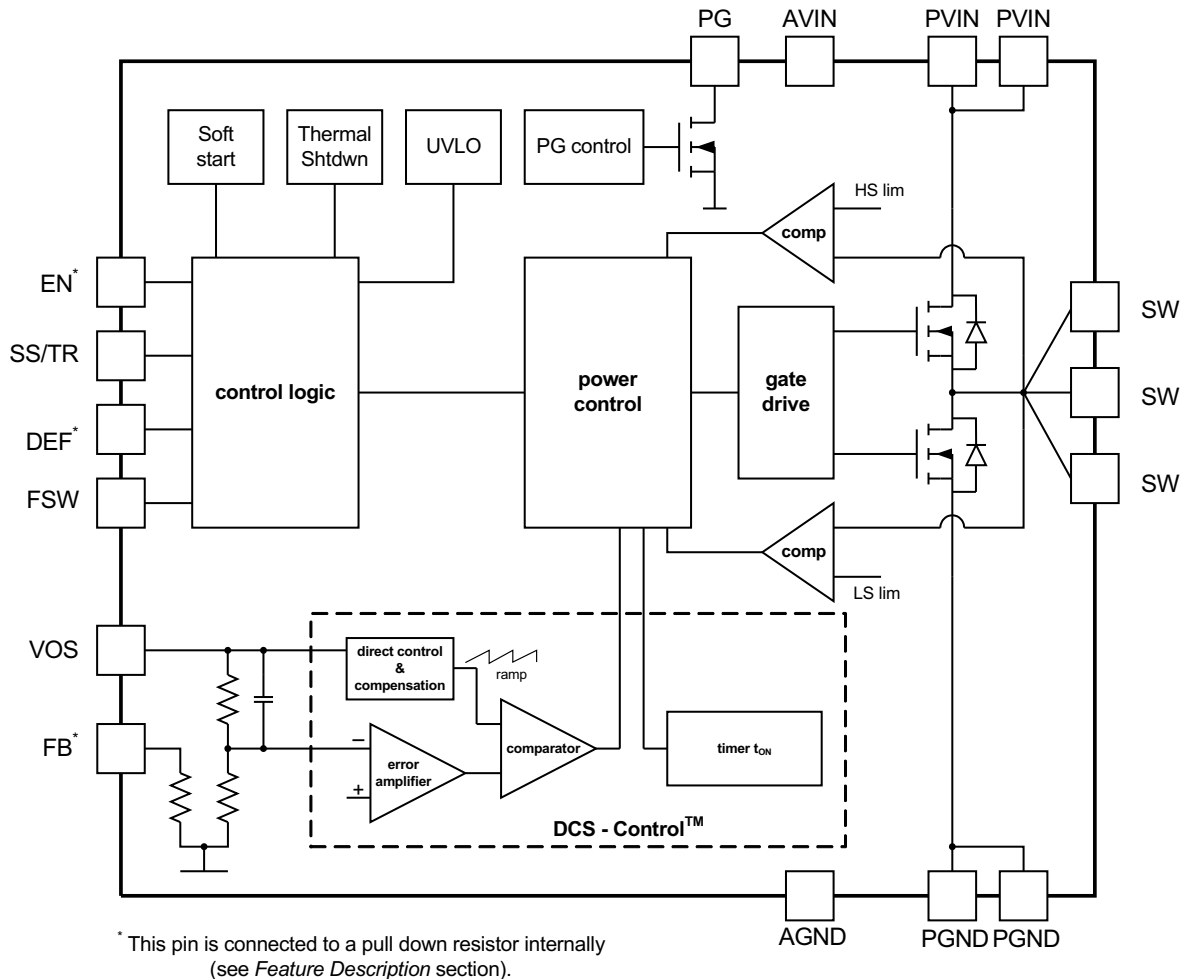 PG
AVIN
PVIN
PVIN
Soft
start
Thermal
Shtdwn
UVLO
PG control
HS lim
comp
EN*
SS/TR
DEF*
FSW
control logic
power
control
gate
drive
SW
SW
SW
comp
LS lim
VOS
FB*
direct control
&
compensation
ramp
−
error
amplifier
+
comparator
timer tON
DCS - Control™
AGND
PGND
PGND
* This pin is connected to a pull down resistor internally
(see Feature Description section).